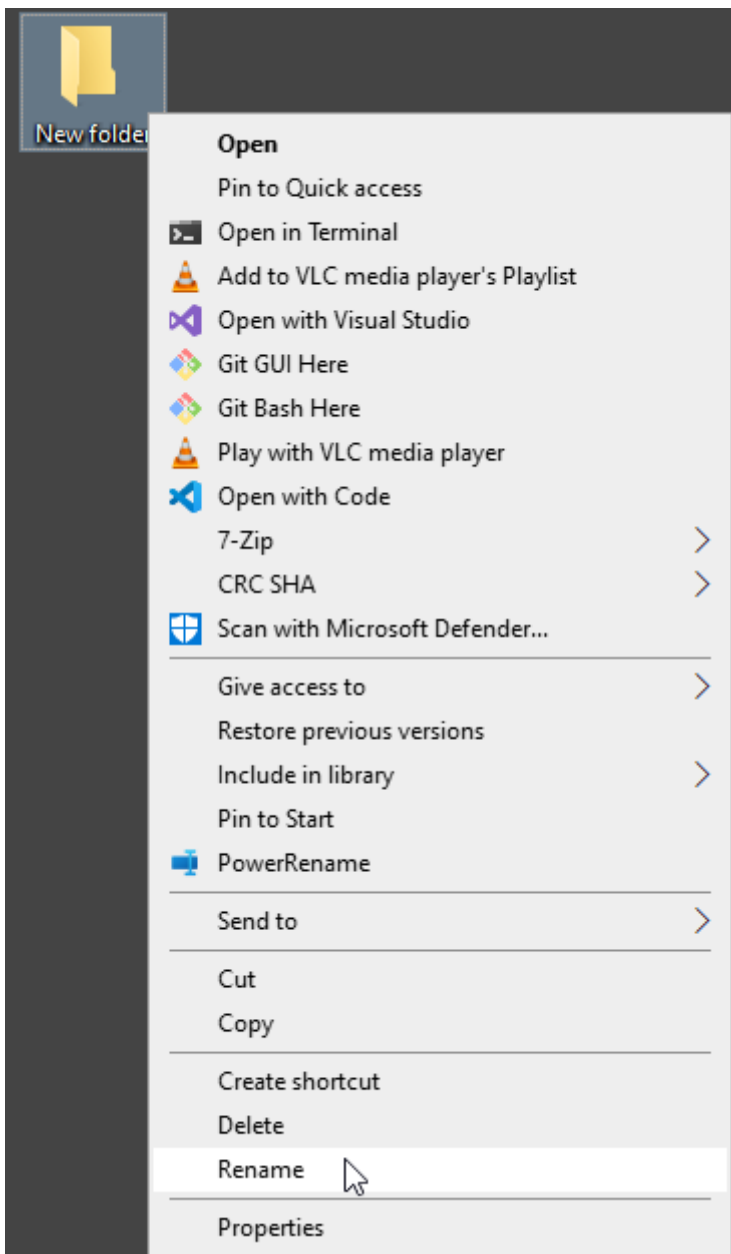 New folder
Open
Pin to Quick access
Open in Terminal
Add to VLC media player's Playlist
Open with Visual Studio
Git GUI Here
Git Bash Here
Play with VLC media player
Open with Code
7-Zip
CRC SHA
Scan with Microsoft Defender...
Give access to
Restore previous versions
Include in library
Pin to Start
PowerRename
Send to
Cut
Copy
Create shortcut
Delete
Rename
Properties